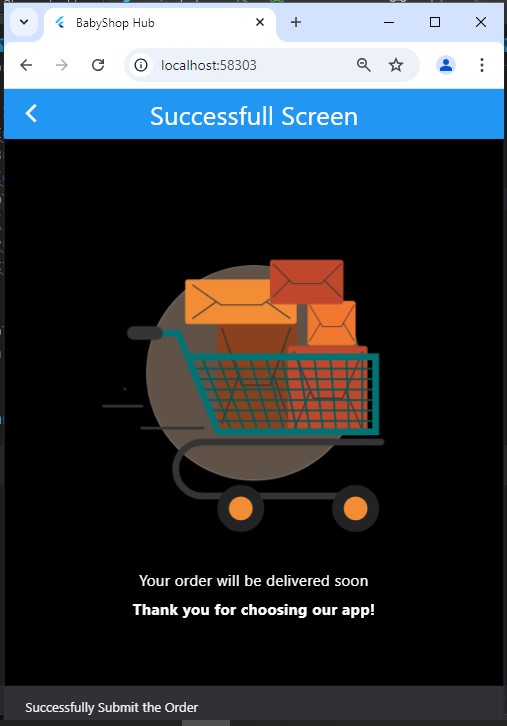 BabyShop Hub
localhost:58303
Successfull Screen
Your order will be delivered soon
Thank you for choosing our app!
Successfully Submit the Order